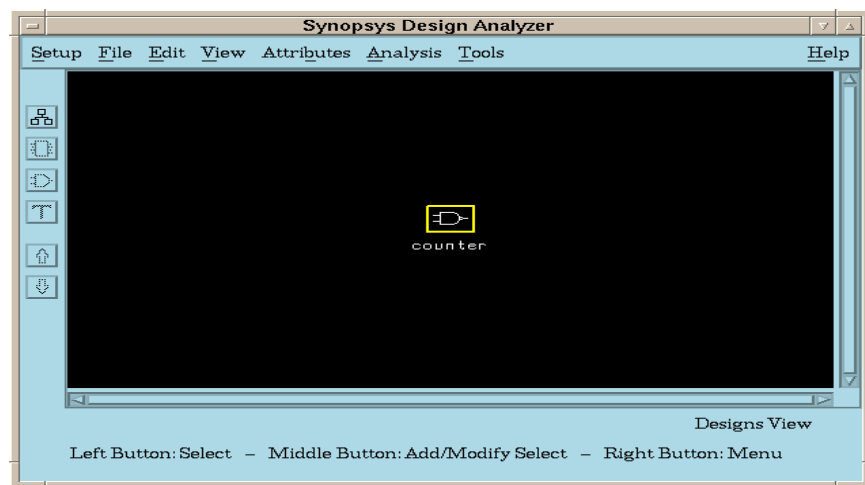 Synopsys Design Analyzer
Setup File Edit View Attributes Analysis Tools Help
counter
Designs View
Left Button: Select – Middle Button: Add/Modify Select – Right Button: Menu